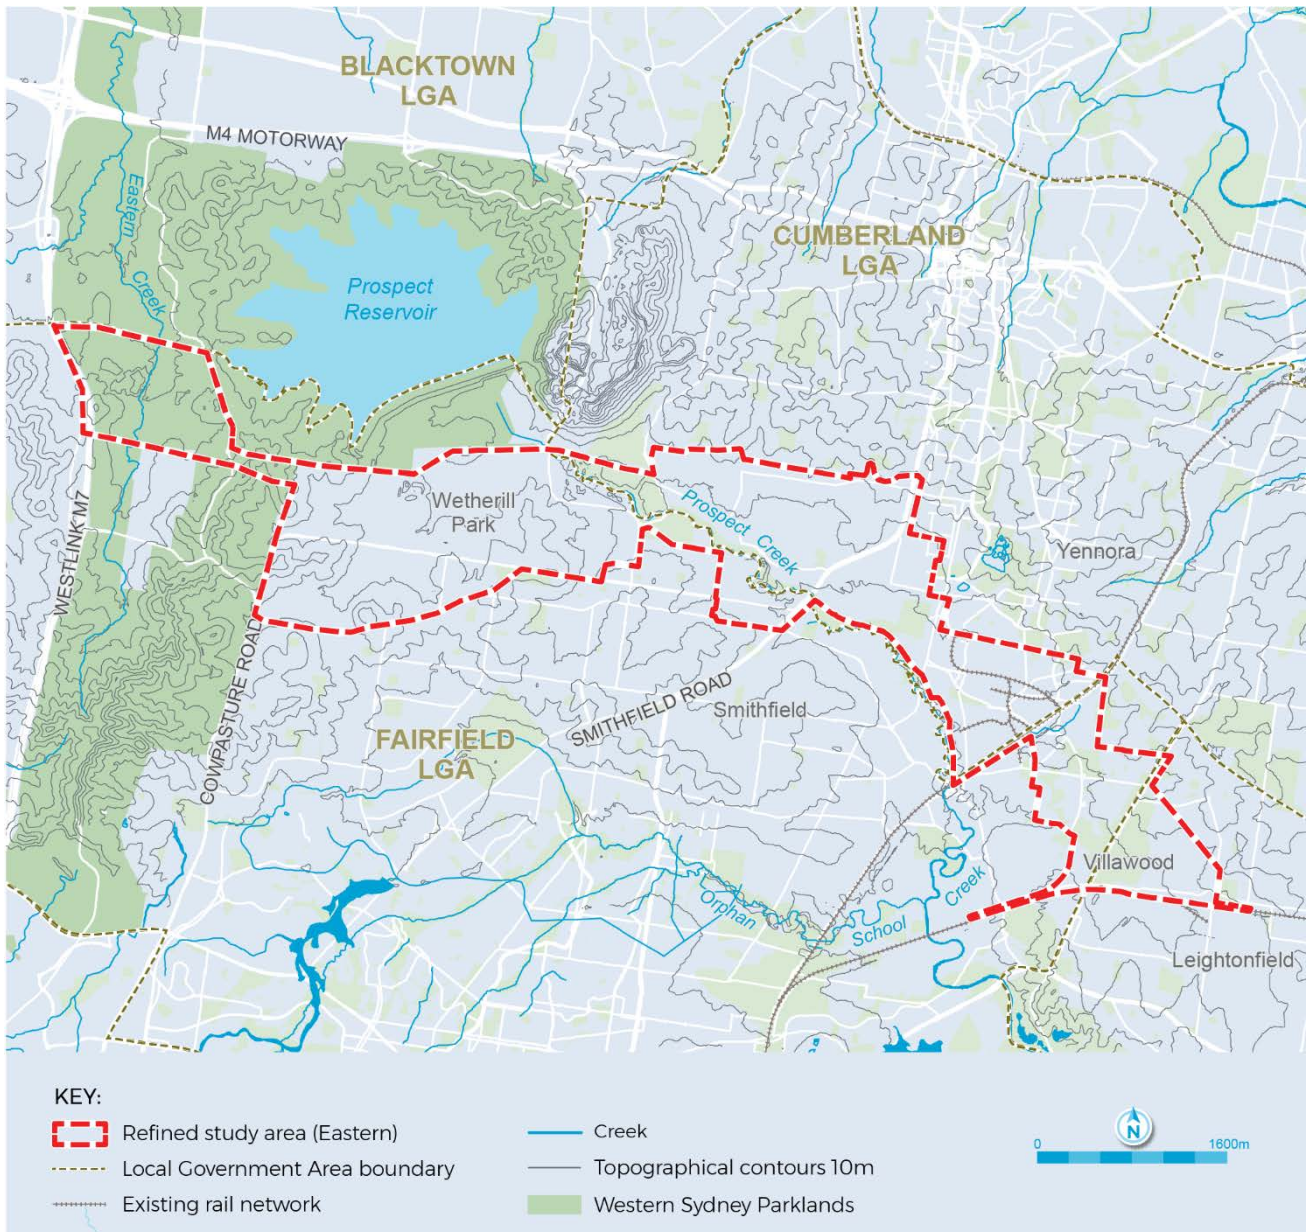 BLACKTOWN
LGA
M4 MOTORWAY
Eastern
Creek
CUMBERLAND
LGA
Prospect
Reservoir
Wetherill
Park
Prospect Creek
Yennora
WESTLINK M7
COWPASTURE ROAD
SMITHFIELD ROAD
Smithfield
FAIRFIELD
LGA
Villawood
Orphan
School
Creek
Leightonfield
KEY:
Refined study area (Eastern)
Local Government Area boundary
Existing rail network
Creek
Topographical contours 10m
Western Sydney Parklands
N
0 1600m